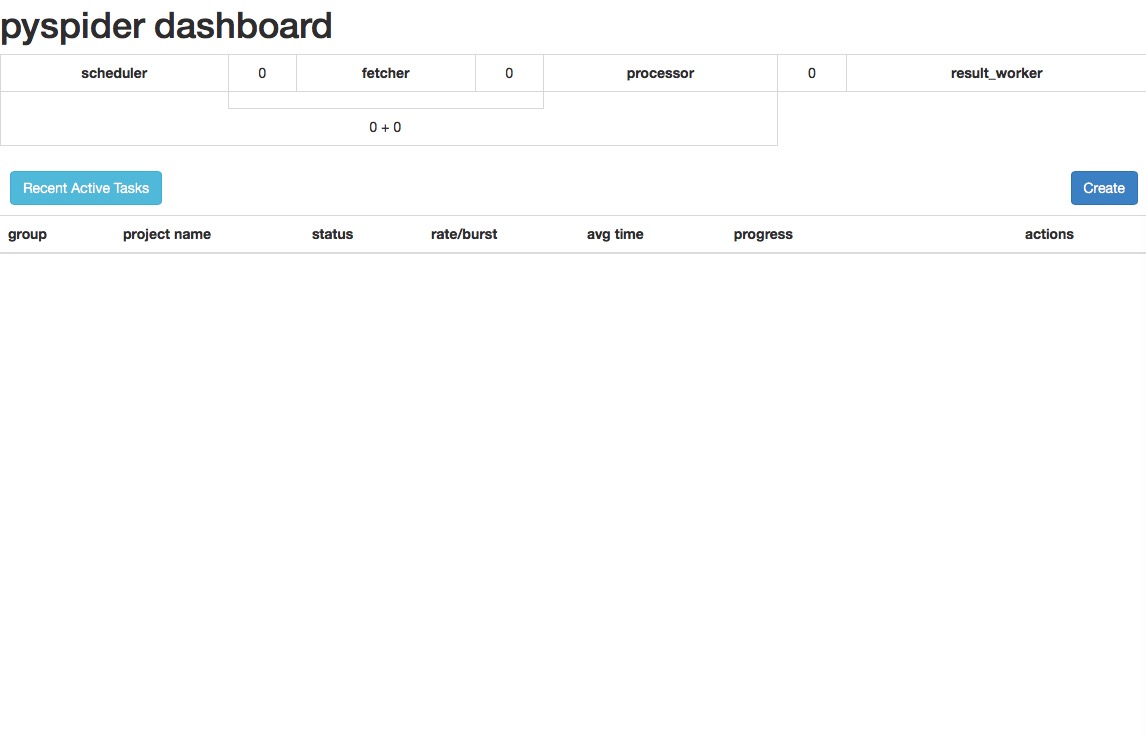 pyspider dashboard
scheduler 0 fetcher 0 processor 0 result_worker
0 + 0
Recent Active Tasks Create
group project name status rate/burst avg time progress actions